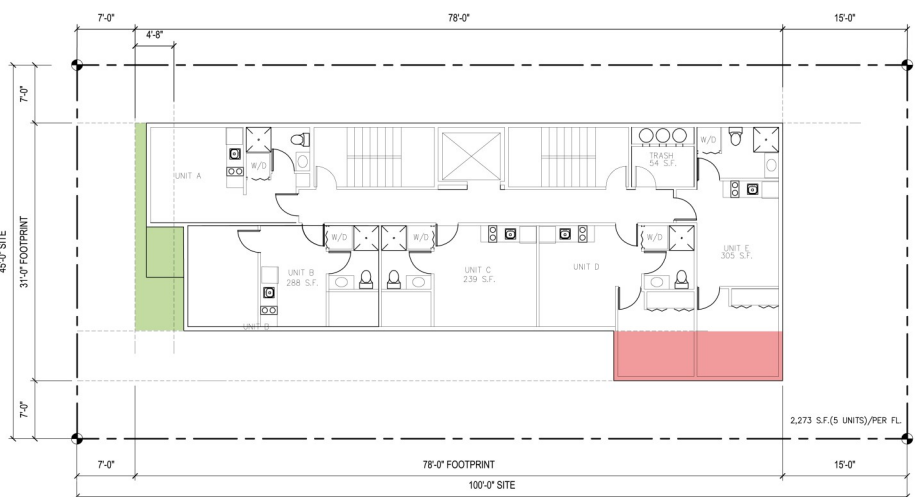 7'-0"
78'-0"
15'-0"
4'-8"
7'-0"
45'-0" SITE
31'-0" FOOTPRINT
7'-0"
W/D
UNIT A
W/D
TRASH
54 S.F.
W/D
W/D
W/D
UNIT B
288 S.F.
UNIT C
239 S.F.
UNIT D
UNIT E
305 S.F.
2,273 S.F.(5 UNITS)/PER FL.
7'-0"
78'-0" FOOTPRINT
15'-0"
100'-0" SITE